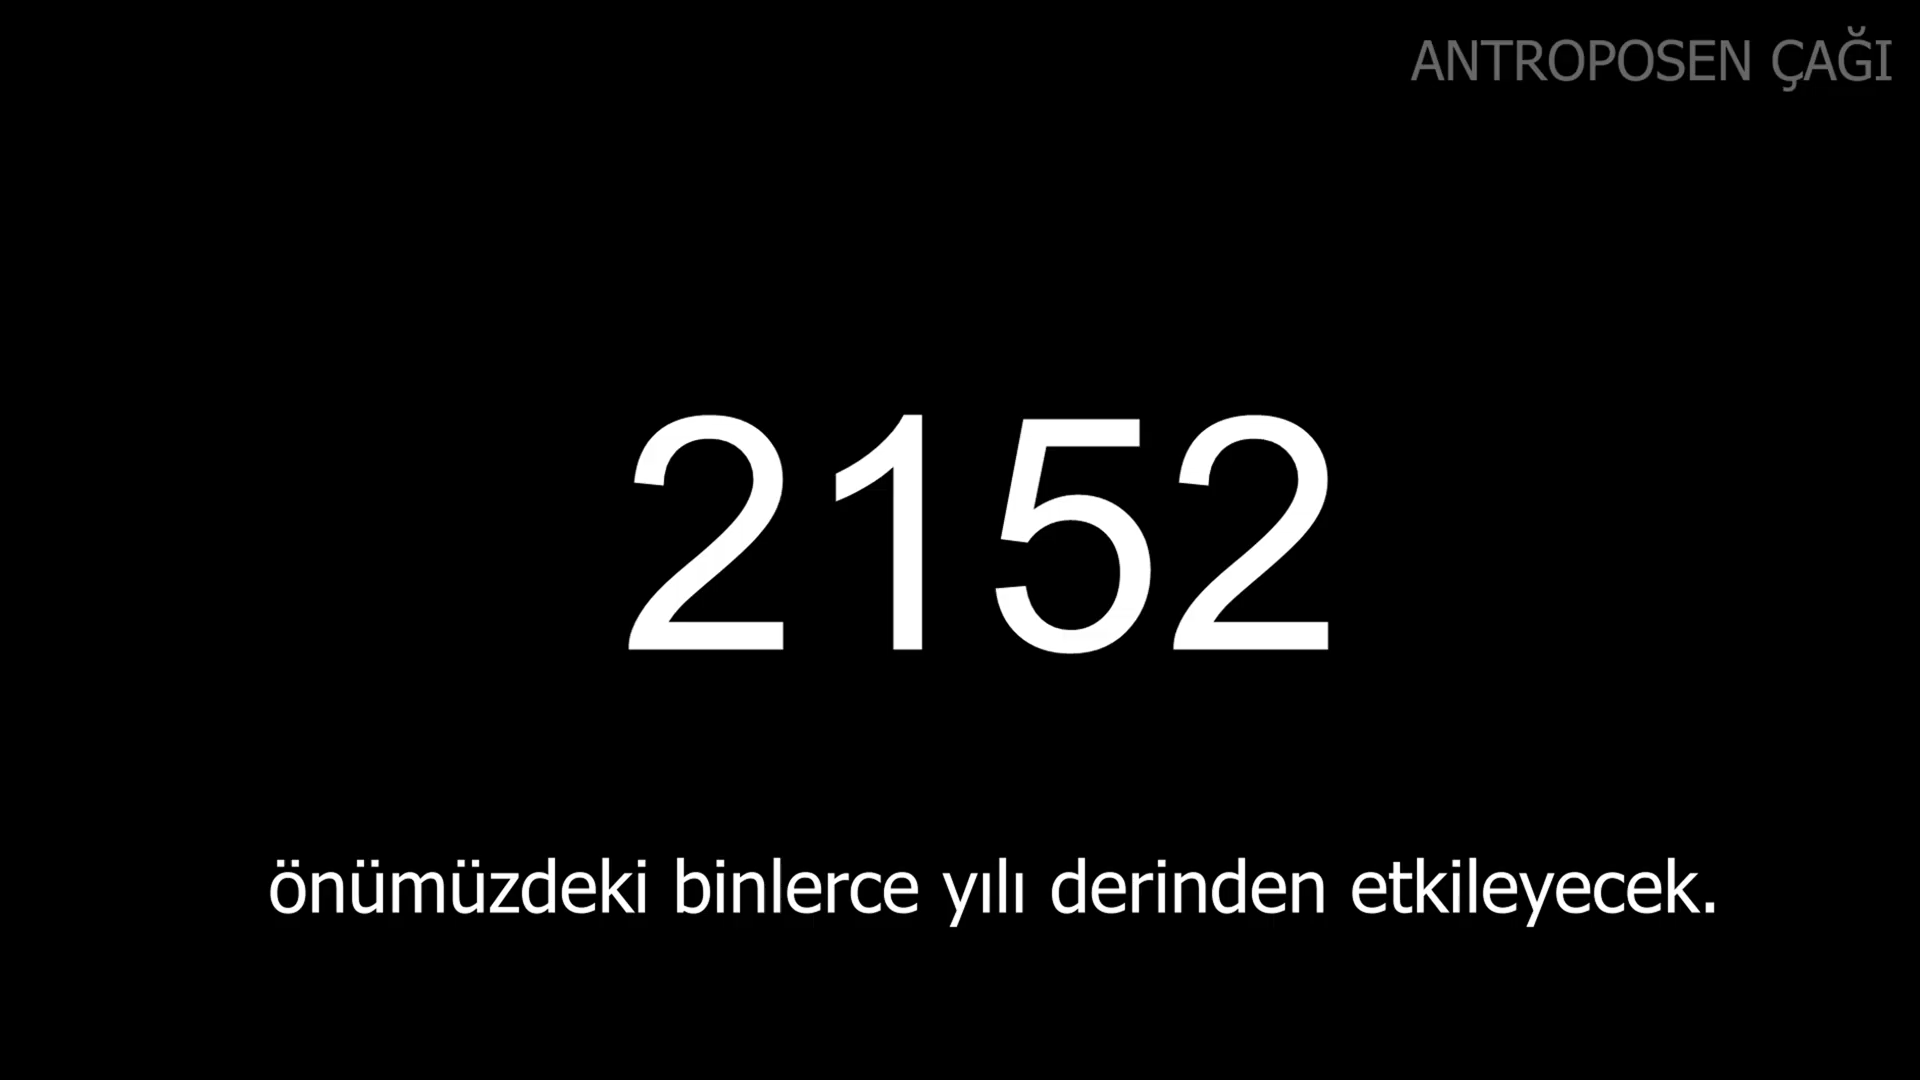 ANTROPOSEN ÇAĞI
2152
önümüzdeki binlerce yılı derinden etkileyecek.